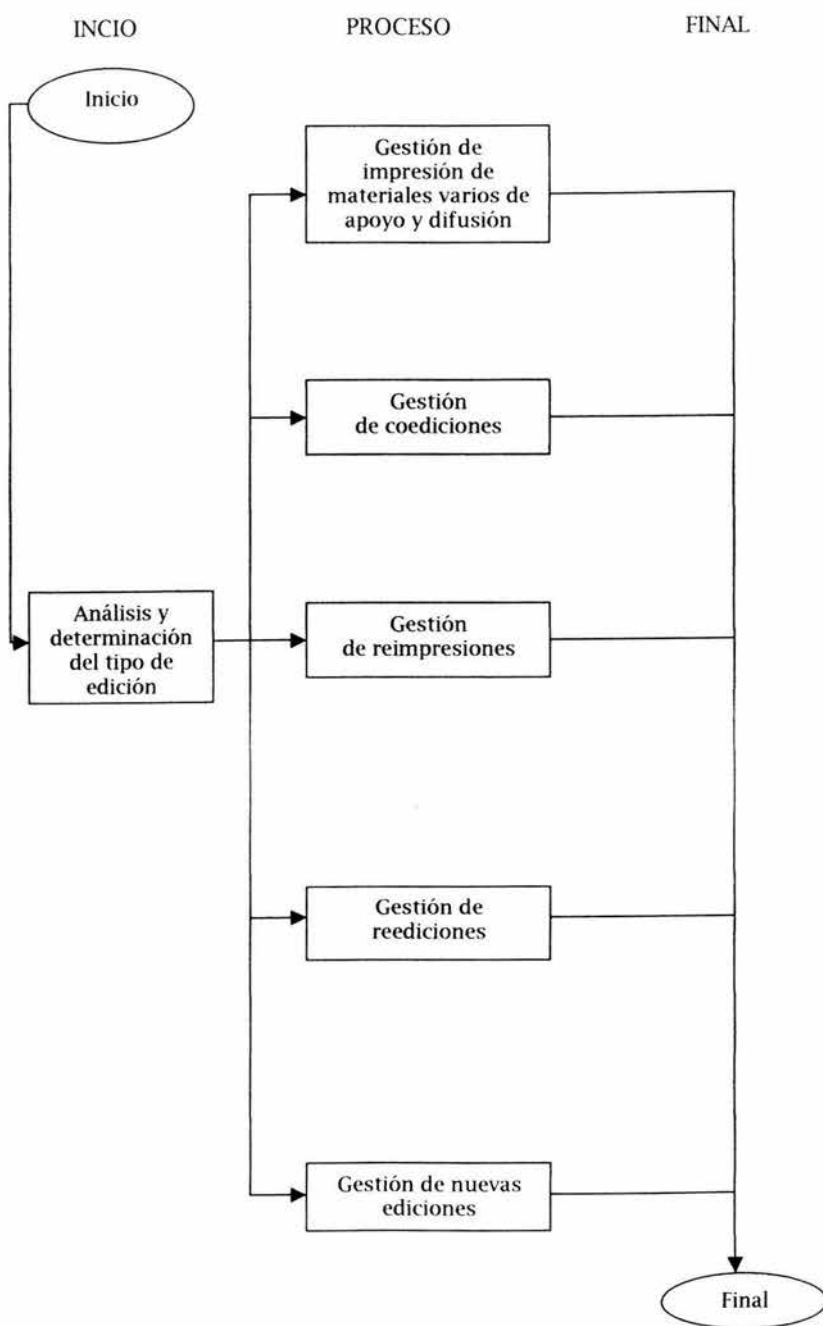 INCIO
PROCESO
FINAL
Inicio
Gestión de
impresión de
materiales varios de
apoyo y difusión
Gestión
de coediciones
Análisis y
determinación
del tipo de
edición
Gestión
de reimpresiones
Gestión de
reediciones
Gestión de nuevas
ediciones
Final